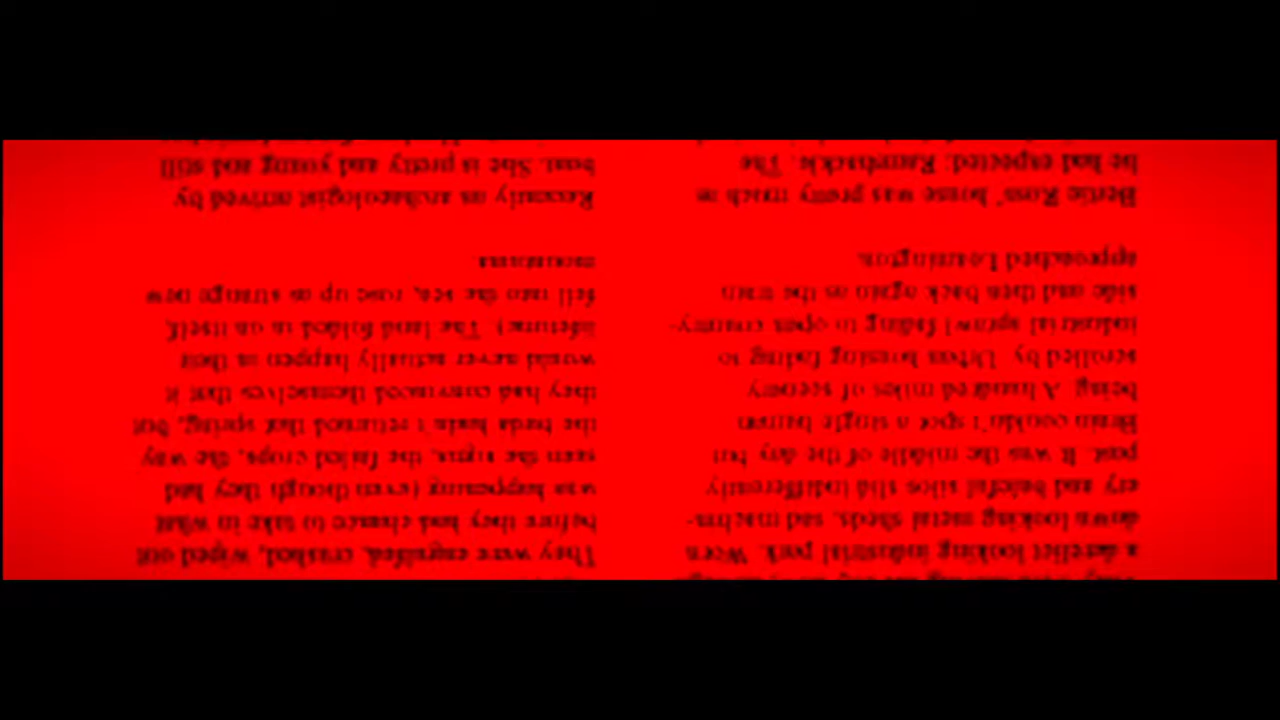 a derelict looking industrial park. Worn
down looking metal sheds, sad machin-
ery and baleful silos slid indifferently
past. It was the middle of the day but
Brain couldn't spot a single human
being. A hundred miles of scenery
scrolled by. Urban housing fading to
industrial sprawl fading to open country-
side and then back again as the train
approached Leamington.
Bertie Ross' house was pretty much as
he had expected: Ramshackle. The
They were engulfed, crushed, wiped out
before they had chance to take in what
was happening (even though they had
seen the signs, the failed crops, the way
the birds hadn't returned that spring, but
they had convinced themselves that it
would never actually happen in their
lifetime). The land folded in on itself,
fell into the sea, rose up as strange new
mountains.
Recently an archaeologist arrived by
boat. She is pretty and young and still